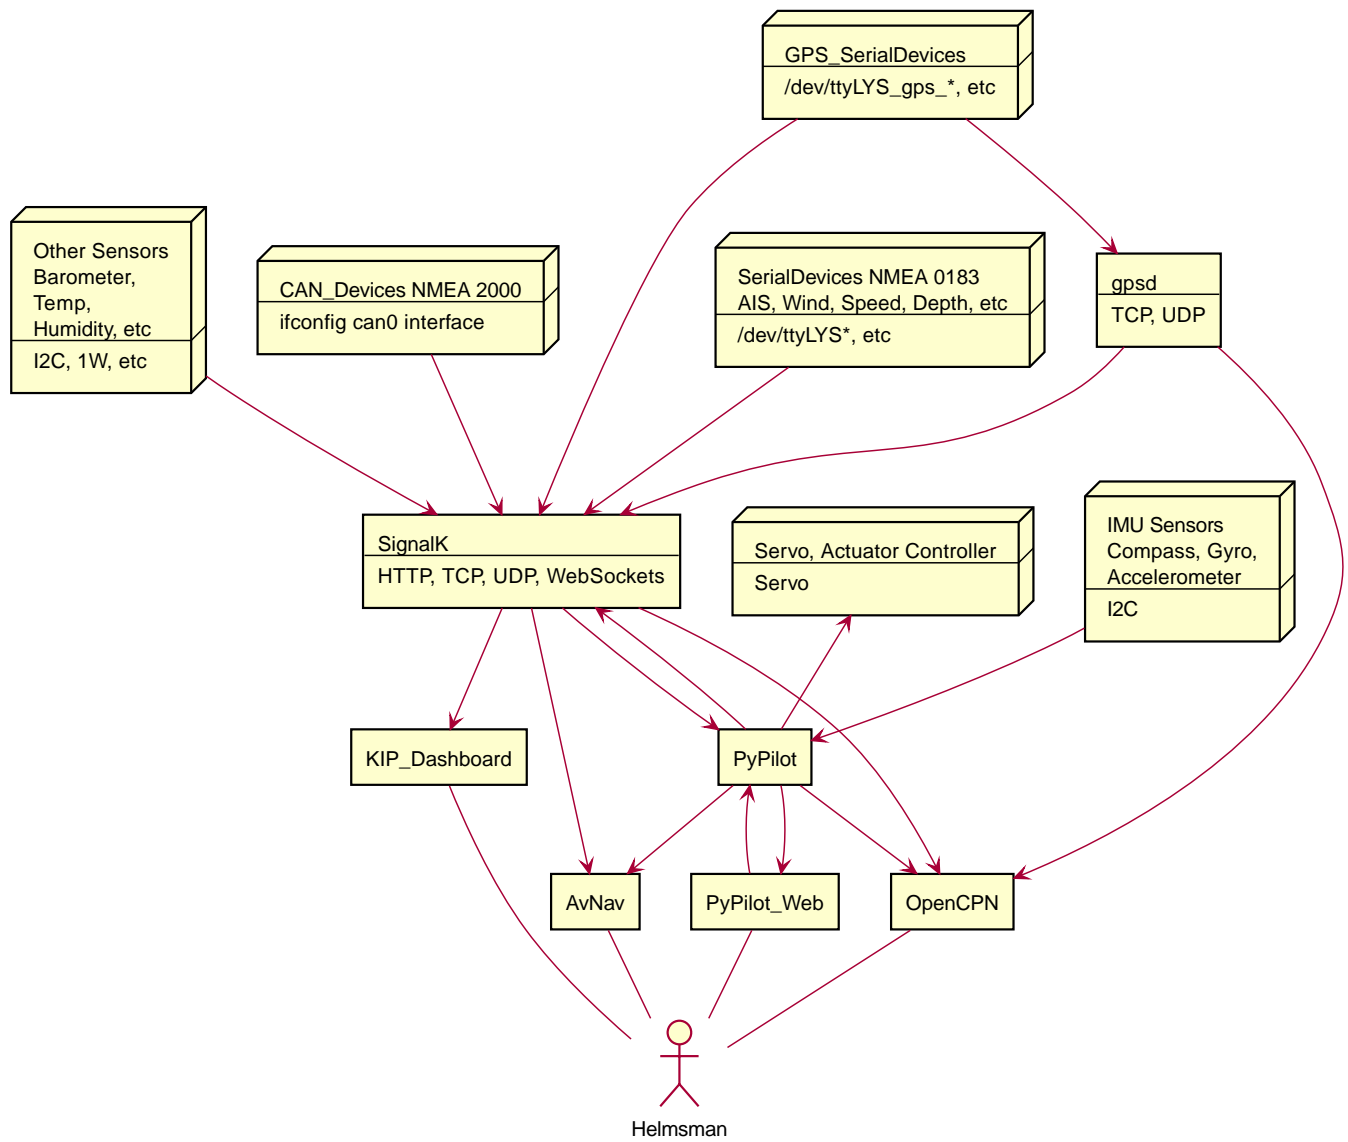 GPS_SerialDevices
/dev/ttyLYS_gps_*, etc
Other Sensors
Barometer,
Temp,
Humidity, etc
I2C, 1W, etc
CAN_Devices NMEA 2000
ifconfig can0 interface
SerialDevices NMEA 0183
AIS, Wind, Speed, Depth, etc
/dev/ttyLYS*, etc
gpsd
TCP, UDP
SignalK
HTTP, TCP, UDP, WebSockets
Servo, Actuator Controller
Servo
IMU Sensors
Compass, Gyro,
Accelerometer
I2C
KIP_Dashboard
PyPilot
AvNav
PyPilot_Web
OpenCPN
Helmsman